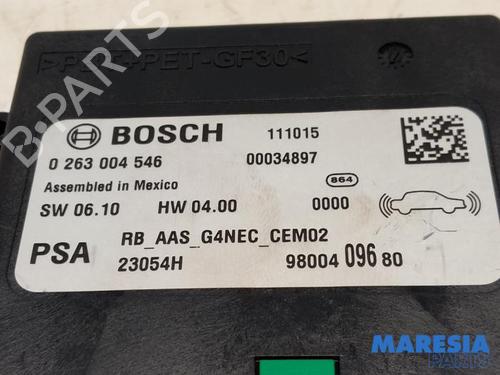 >PBT+PET-GF30<
B-PARTS
BOSCH 111015
0 263 004 546 00034897
Assembled in Mexico 864
SW 06.10 HW 04.00 0000
PSA RB_AAS_G4NEC_CEM02
23054H 98004 096 80
MARESIA
PARTS